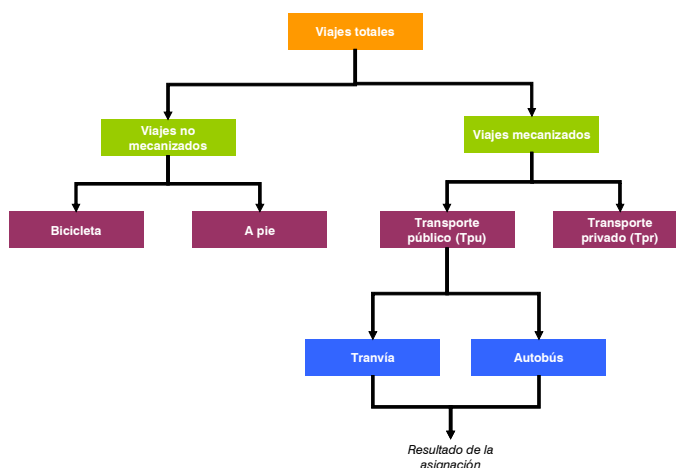 Viajes totales
Viajes no
mecanizados
Viajes mecanizados
Bicicleta
A pie
Transporte
público (Tpu)
Transporte
privado (Tpr)
Tranvía
Autobús
Resultado de la
asignación